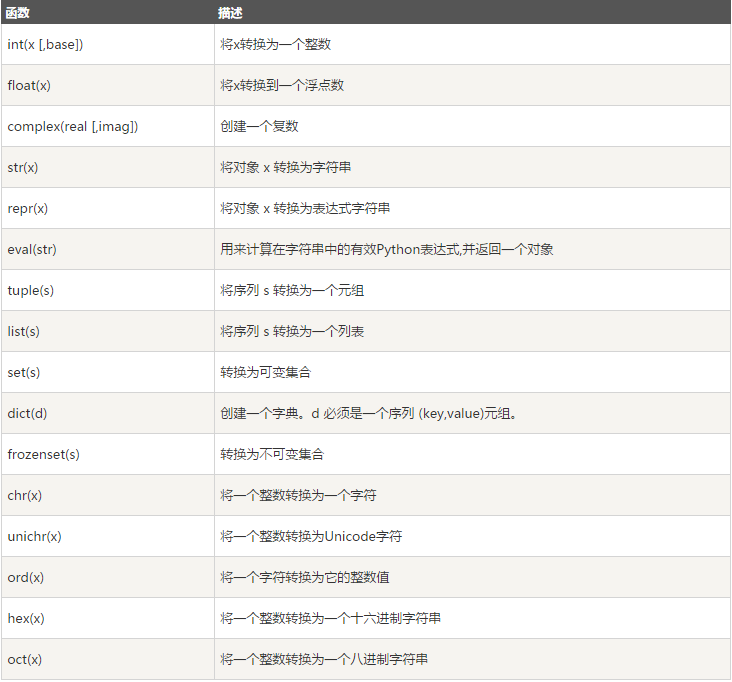 函数 描述
int(x [,base]) 将x转换为一个整数
float(x) 将x转换到一个浮点数
complex(real [,imag]) 创建一个复数
str(x) 将对象 x 转换为字符串
repr(x) 将对象 x 转换为表达式字符串
eval(str) 用来计算在字符串中的有效Python表达式,并返回一个对象
tuple(s) 将序列 s 转换为一个元组
list(s) 将序列 s 转换为一个列表
set(s) 转换为可变集合
dict(d) 创建一个字典。d 必须是一个序列 (key,value)元组。
frozenset(s) 转换为不可变集合
chr(x) 将一个整数转换为一个字符
unichr(x) 将一个整数转换为Unicode字符
ord(x) 将一个字符转换为它的整数值
hex(x) 将一个整数转换为一个十六进制字符串
oct(x) 将一个整数转换为一个八进制字符串